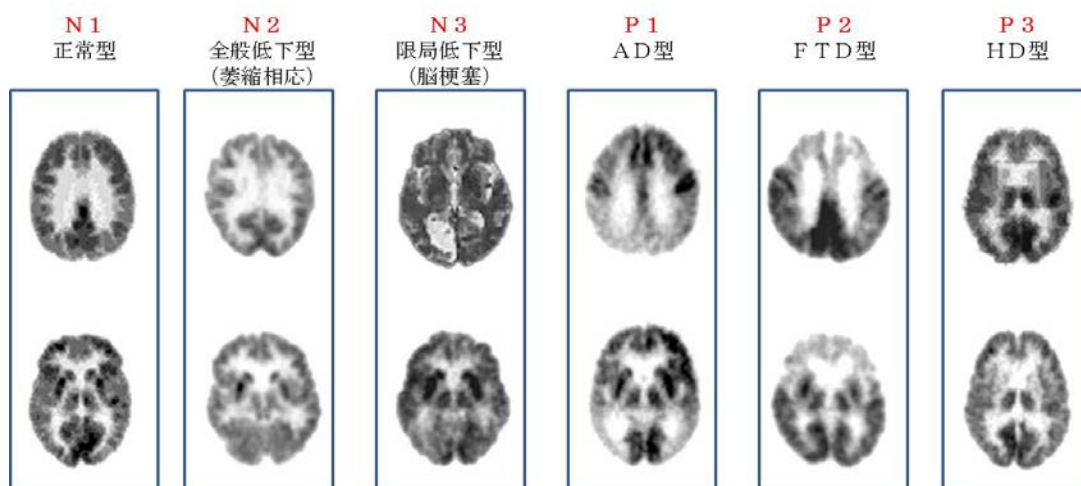 N1
正常型
N2
全般低下型
(萎縮相応)
N3
限局低下型
(脳梗塞)
P1
AD型
P2
FTD型
P3
HD型